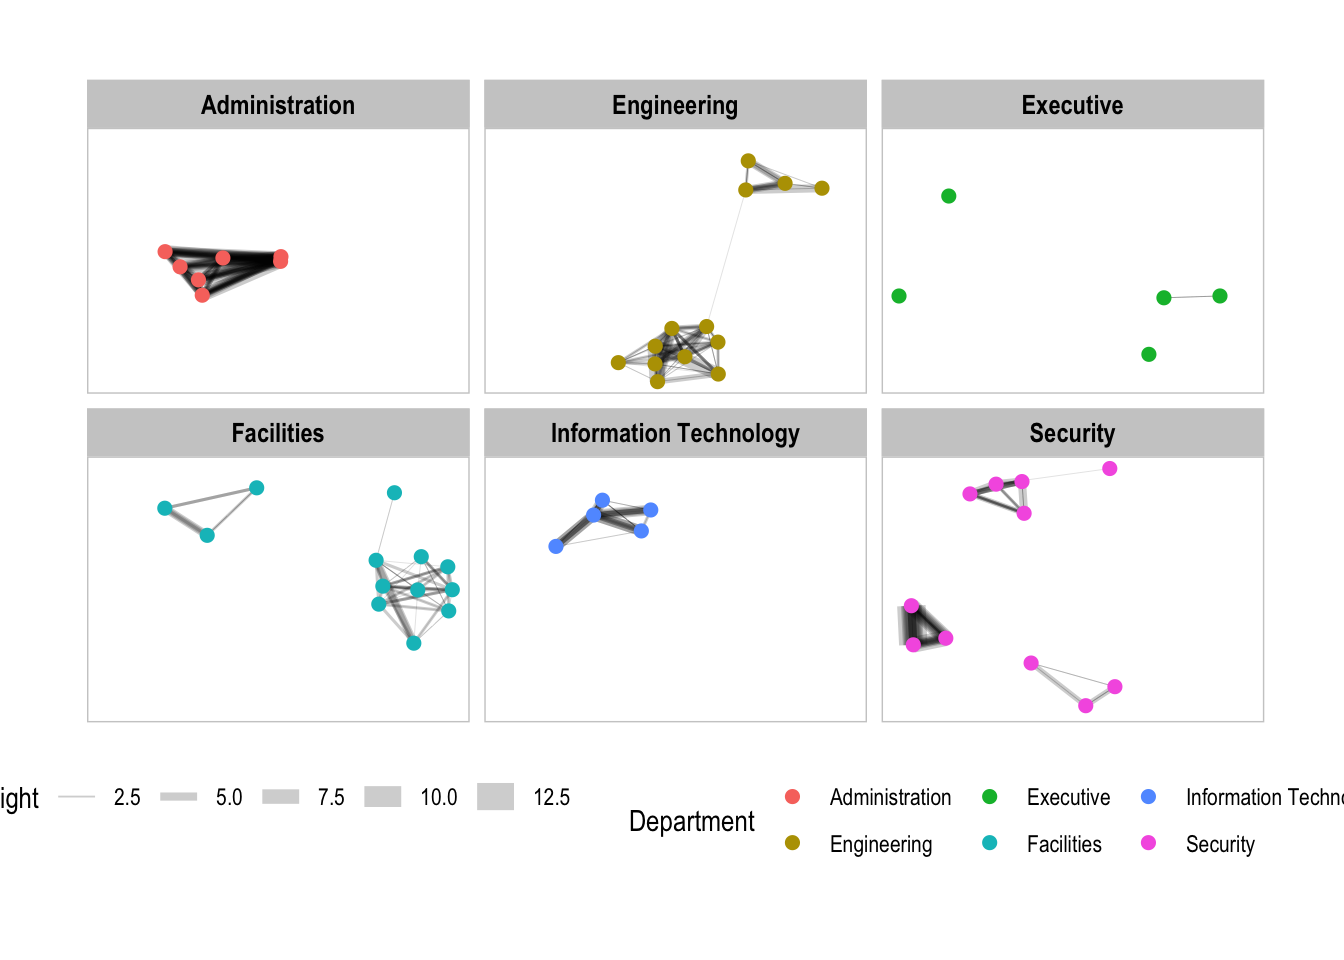 Administration Engineering Executive
Facilities Information Technology Security
2.5 5.0 7.5 10.0 12.5
Department
Administration Executive Information
Engineering Facilities Security